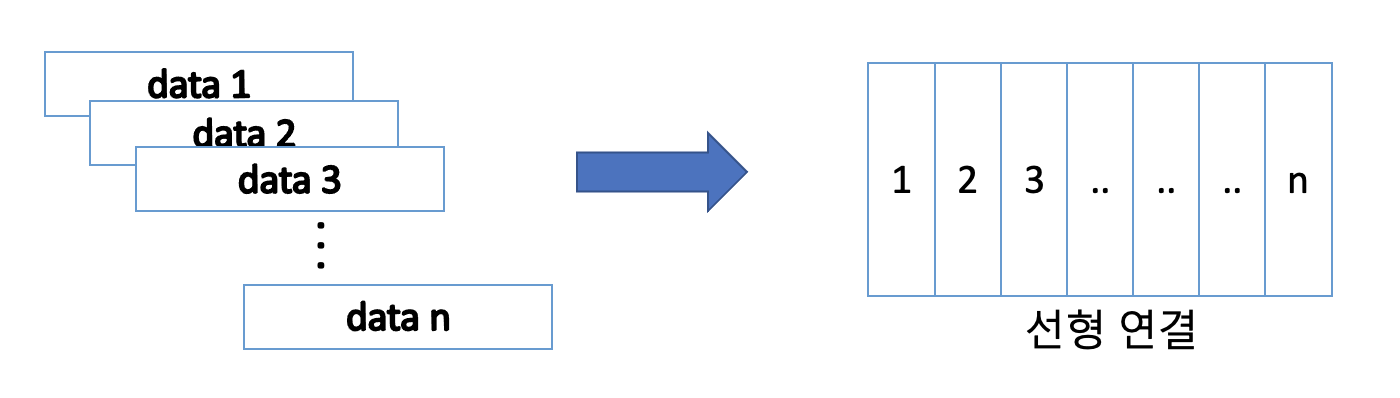 data 1
data 2
data 3
⋮
data n
1 2 3 .. .. .. n
선형 연결